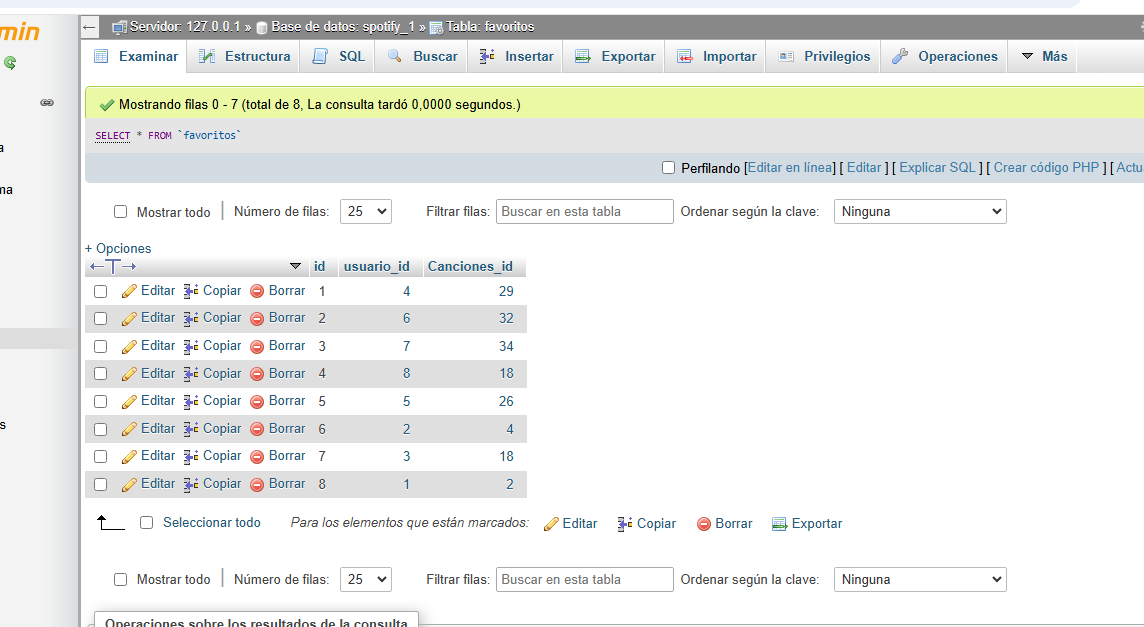 min
← Servidor: 127.0.0.1 » Base de datos: spotify_1 » Tabla: favoritos
Examinar Estructura SQL Buscar Insertar Exportar Importar Privilegios Operaciones Más
Mostrando filas 0 - 7 (total de 8, La consulta tardó 0,0000 segundos.)
SELECT * FROM `favoritos`
a
Perfilando [Editar en línea] [ Editar ] [ Explicar SQL ] [ Crear código PHP ] [ Actu
ma
Mostrar todo Número de filas: 25 Filtrar filas: Buscar en esta tabla Ordenar según la clave: Ninguna
+ Opciones
←T→ id usuario_id Canciones_id
Editar Copiar Borrar 1 4 29
Editar Copiar Borrar 2 6 32
Editar Copiar Borrar 3 7 34
Editar Copiar Borrar 4 8 18
Editar Copiar Borrar 5 5 26
s
Editar Copiar Borrar 6 2 4
Editar Copiar Borrar 7 3 18
Editar Copiar Borrar 8 1 2
Seleccionar todo Para los elementos que están marcados: Editar Copiar Borrar Exportar
Mostrar todo Número de filas: 25 Filtrar filas: Buscar en esta tabla Ordenar según la clave: Ninguna
Operaciones sobre los resultados de la consulta